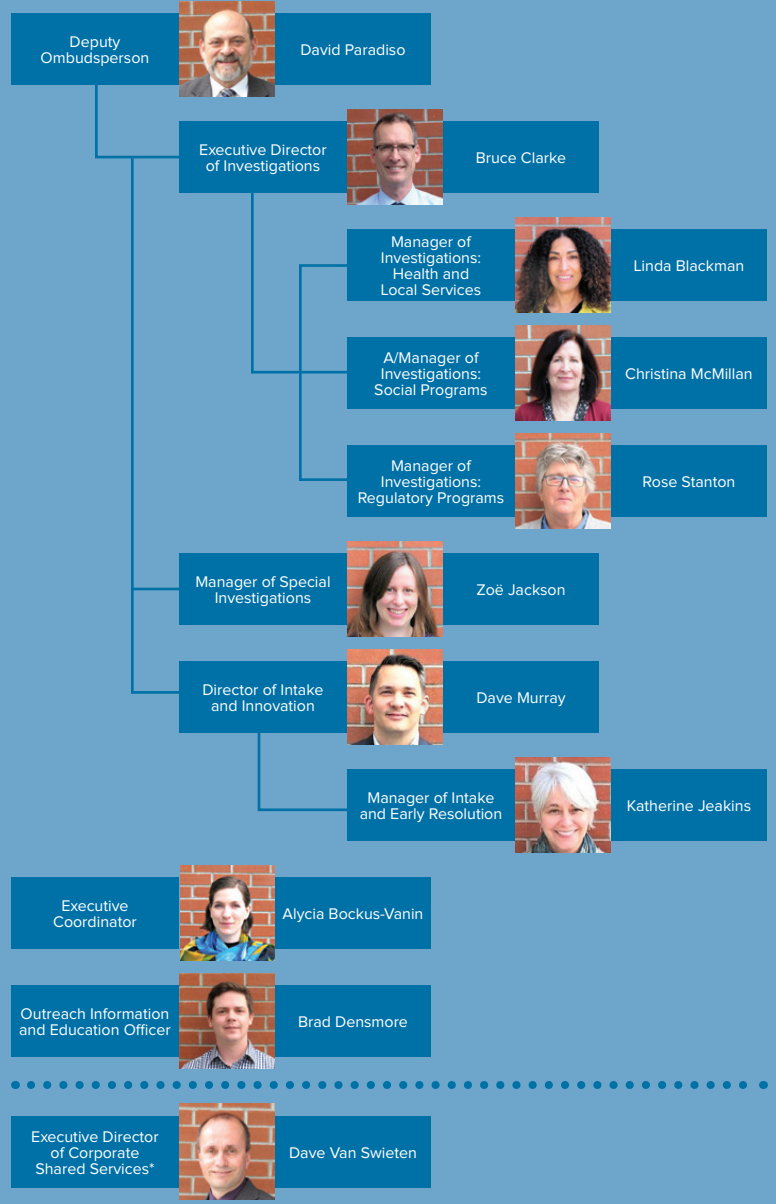 Deputy
Ombudsperson
David Paradiso
Executive Director
of Investigations
Bruce Clarke
Manager of
Investigations:
Health and
Local Services
Linda Blackman
A/Manager of
Investigations:
Social Programs
Christina McMillan
Manager of
Investigations:
Regulatory Programs
Rose Stanton
Manager of Special
Investigations
Zoë Jackson
Director of Intake
and Innovation
Dave Murray
Manager of Intake
and Early Resolution
Katherine Jeakins
Executive
Coordinator
Alycia Bockus-Vanin
Outreach Information
and Education Officer
Brad Densmore
Executive Director
of Corporate
Shared Services*
Dave Van Swieten